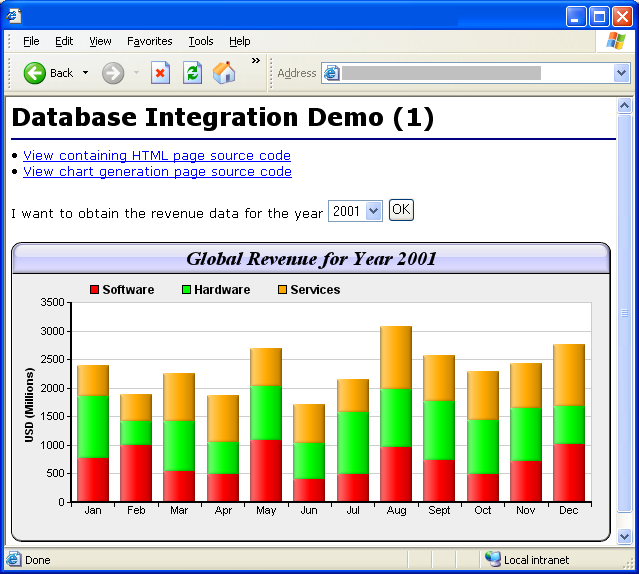 File Edit View Favorites Tools Help
Back » Address
Database Integration Demo (1)
• View containing HTML page source code
• View chart generation page source code
I want to obtain the revenue data for the year 2001 OK
Global Revenue for Year 2001
Software Hardware Services
3500
3000
2500
2000
1500
1000
500
0
USD (Millions)
Jan Feb Mar Apr May Jun Jul Aug Sept Oct Nov Dec
Done Local intranet